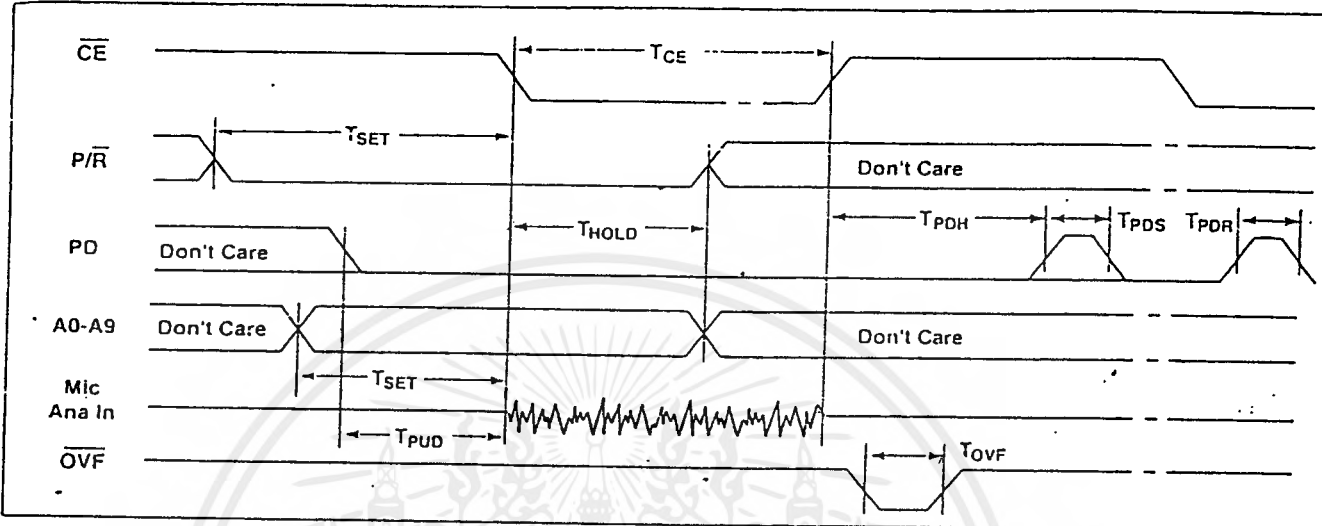 CE
T_CE
T_SET
P/R
Don't Care
T_HOLD
T_PDH
T_PDS
T_PDR
PD
Don't Care
A0-A9
Don't Care
Don't Care
T_SET
Mic
Ana In
T_PUD
OVF
T_OVF